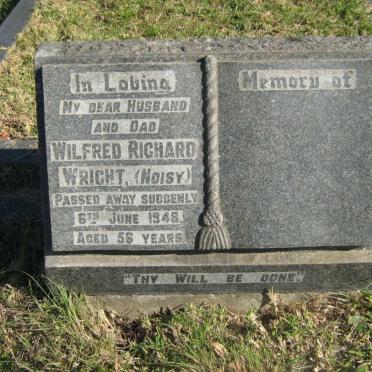 In Loving Memory of
My dear Husband
and Dad
Wilfred Richard
Wright, (Noisy)
Passed away suddenly
6th June 1948.
Aged 56 years.
"Thy Will Be Done."